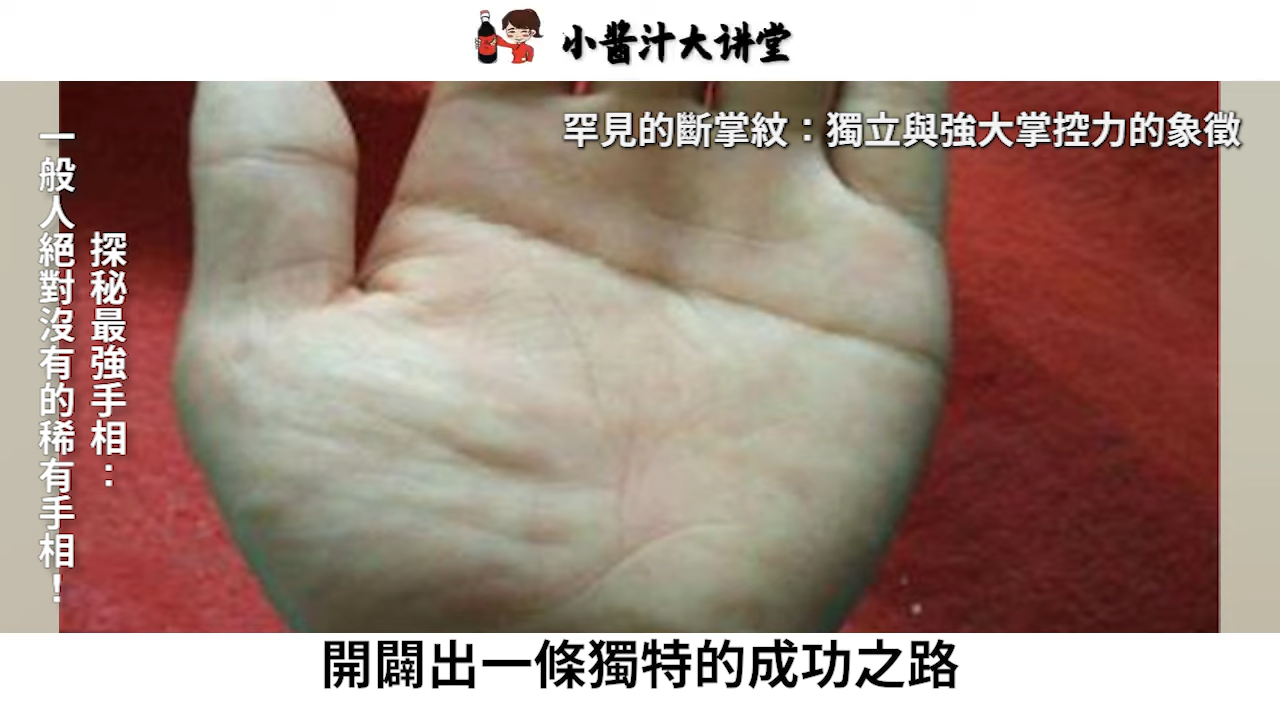 小醬汁大讲堂
罕見的斷掌紋：獨立與強大掌控力的象徵
探秘最強手相：
一般人絕對沒有的稀有手相！
開闢出一條獨特的成功之路